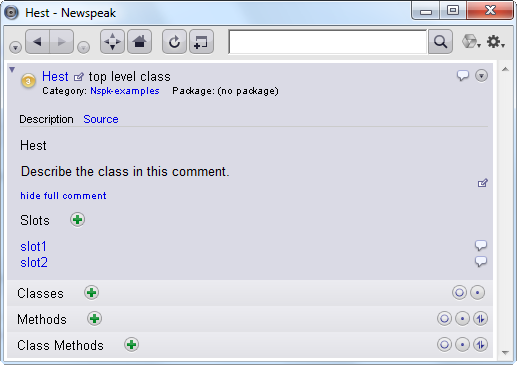 Hest - Newspeak
Hest top level class
Category: Nspk-examples Package: (no package)
Description Source
Hest
Describe the class in this comment.
hide full comment
Slots
slot1
slot2
Classes
Methods
Class Methods